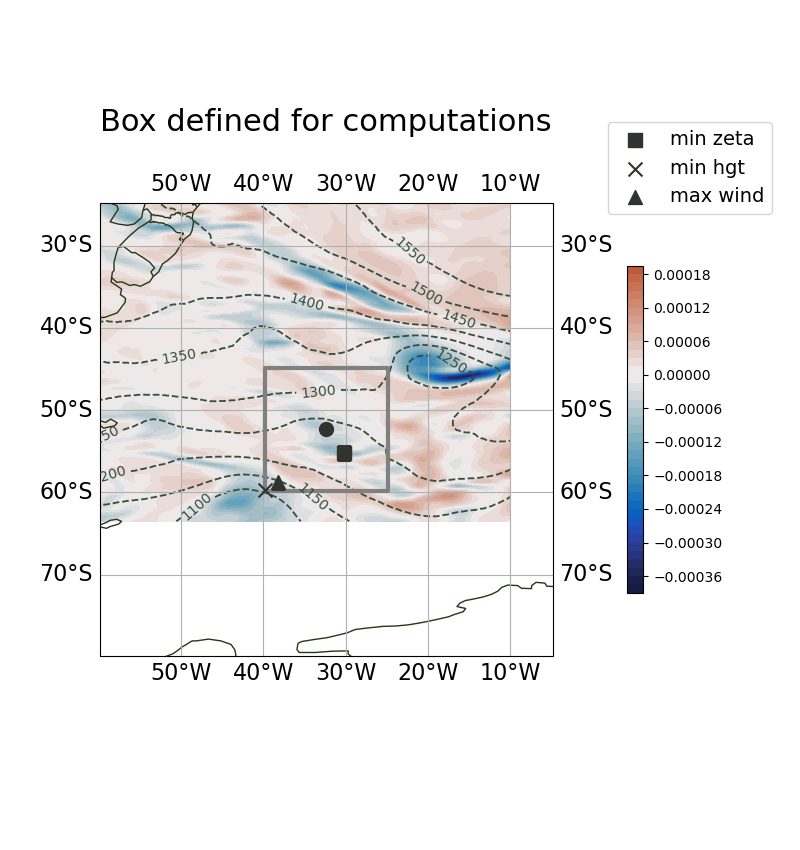 Box defined for computations
min zeta
min hgt
max wind
50°W 40°W 30°W 20°W 10°W
30°S 30°S
40°S 40°S
50°S 50°S
60°S 60°S
70°S 70°S
50°W 40°W 30°W 20°W 10°W
1550
1500
1450
1400
1350
1300
1250
50
200
1150
1100
0.00018
0.00012
0.00006
0.00000
−0.00006
−0.00012
−0.00018
−0.00024
−0.00030
−0.00036